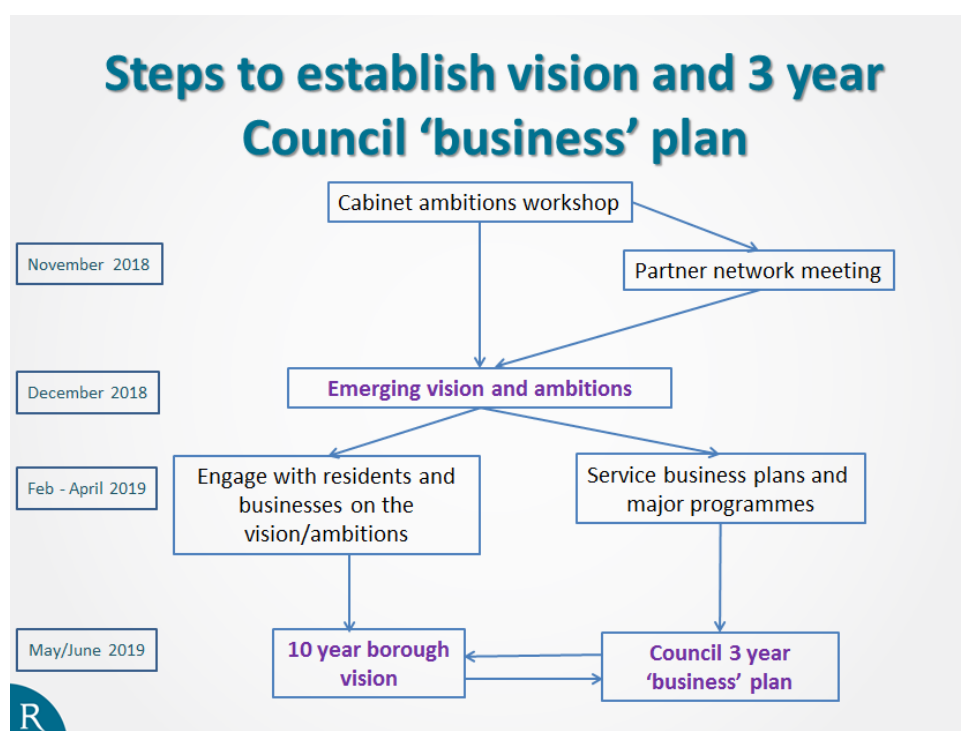 Steps to establish vision and 3 year
Council ‘business’ plan
Cabinet ambitions workshop
November 2018
Partner network meeting
December 2018
Emerging vision and ambitions
Feb - April 2019
Engage with residents and
businesses on the
vision/ambitions
Service business plans and
major programmes
May/June 2019
10 year borough
vision
Council 3 year
‘business’ plan
R